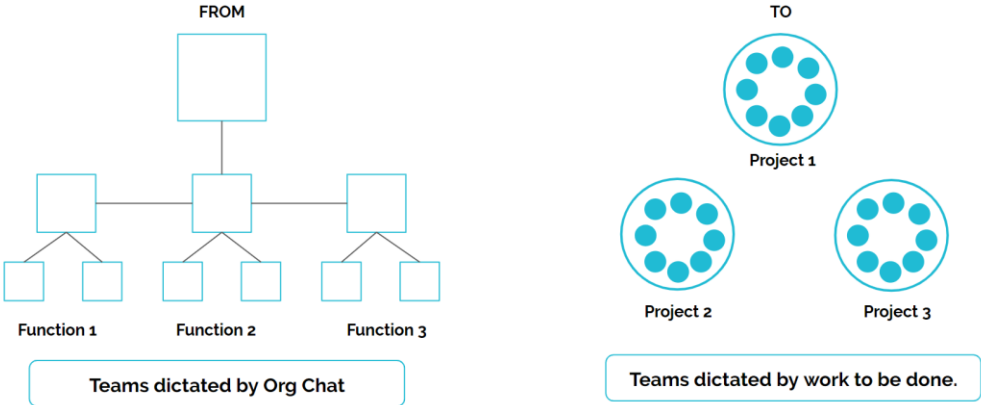 FROM
TO
Project 1
Project 2
Project 3
Function 1
Function 2
Function 3
Teams dictated by Org Chat
Teams dictated by work to be done.